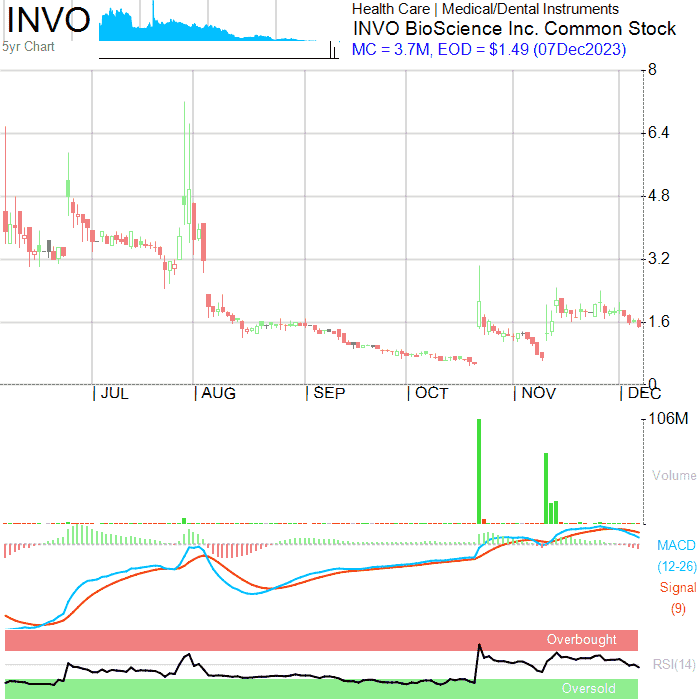 INVO
5yr Chart
Health Care | Medical/Dental Instruments
INVO BioScience Inc. Common Stock
MC = 3.7M, EOD = $1.49 (07Dec2023)
8
6.4
4.8
3.2
1.6
0
| JUL | AUG | SEP | OCT | NOV | DEC
106M
Volume
MACD
(12-26)
Signal
(9)
Overbought
RSI(14)
Oversold